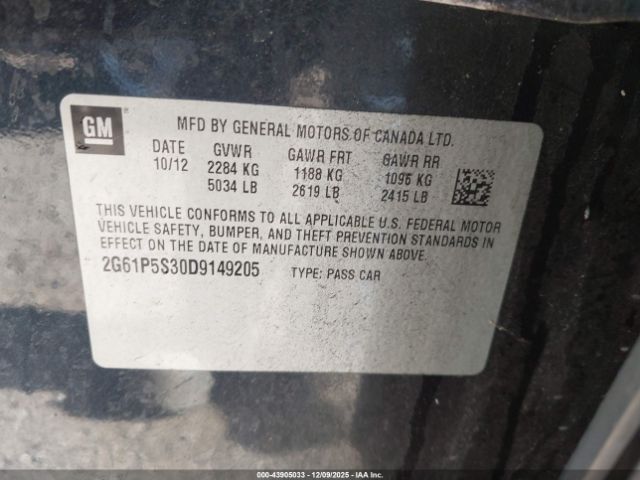 GM
MFD BY GENERAL MOTORS OF CANADA LTD.
DATE GVWR GAWR FRT GAWR RR
10/12 2284 KG 1188 KG 1095 KG
5034 LB 2619 LB 2415 LB
THIS VEHICLE CONFORMS TO ALL APPLICABLE U.S. FEDERAL MOTOR
VEHICLE SAFETY, BUMPER, AND THEFT PREVENTION STANDARDS IN
EFFECT ON THE DATE OF MANUFACTURE SHOWN ABOVE.
2G61P5S30D9149205 TYPE: PASS CAR
© 000-43905033 - 12/09/2025 - IAAI.COM